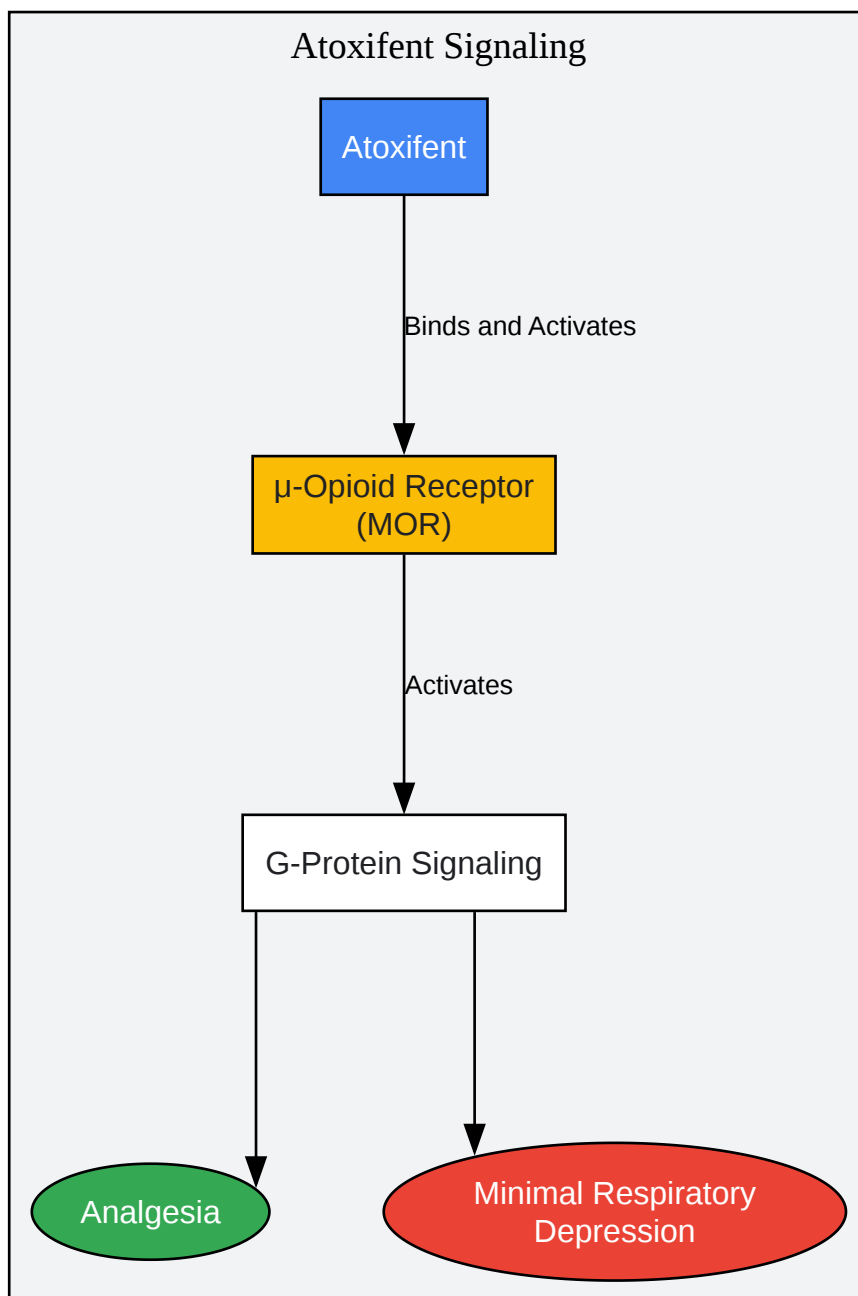 Atoxifent Signaling
Atoxifent
Binds and Activates
μ-Opioid Receptor
(MOR)
Activates
G-Protein Signaling
Analgesia
Minimal Respiratory
Depression